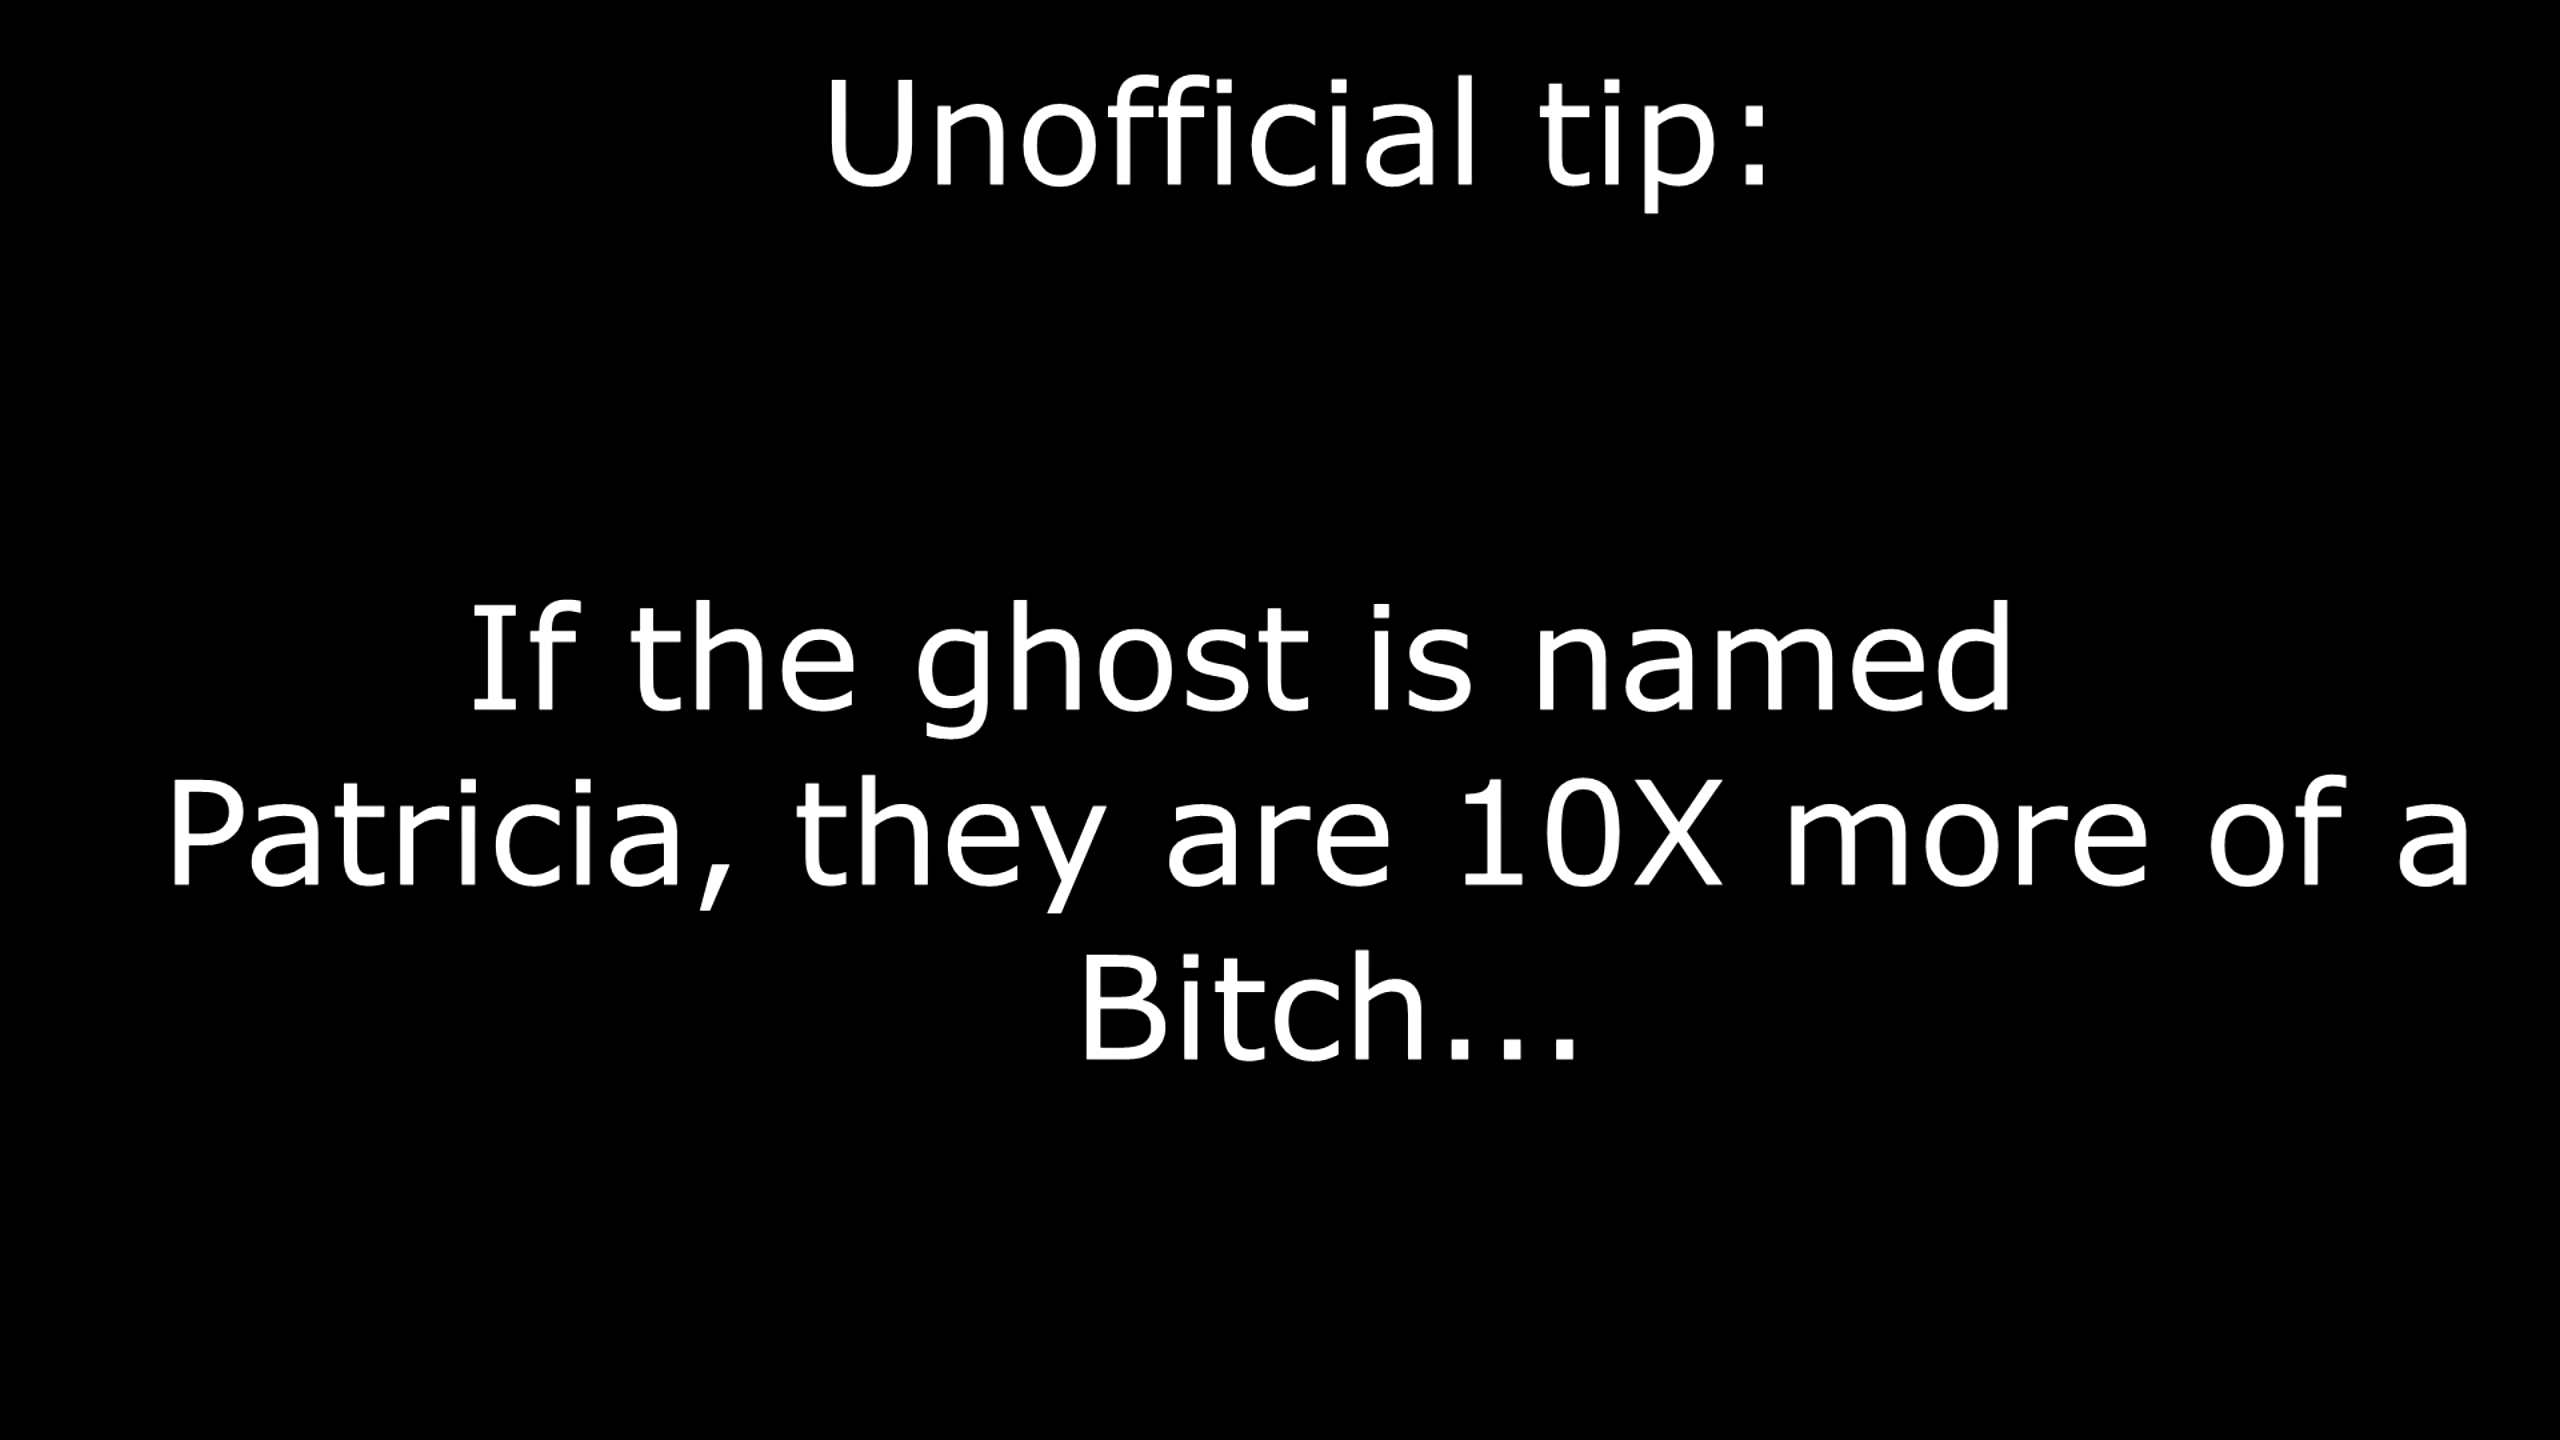 Unofficial tip:
If the ghost is named
Patricia, they are 10X more of a
Bitch...